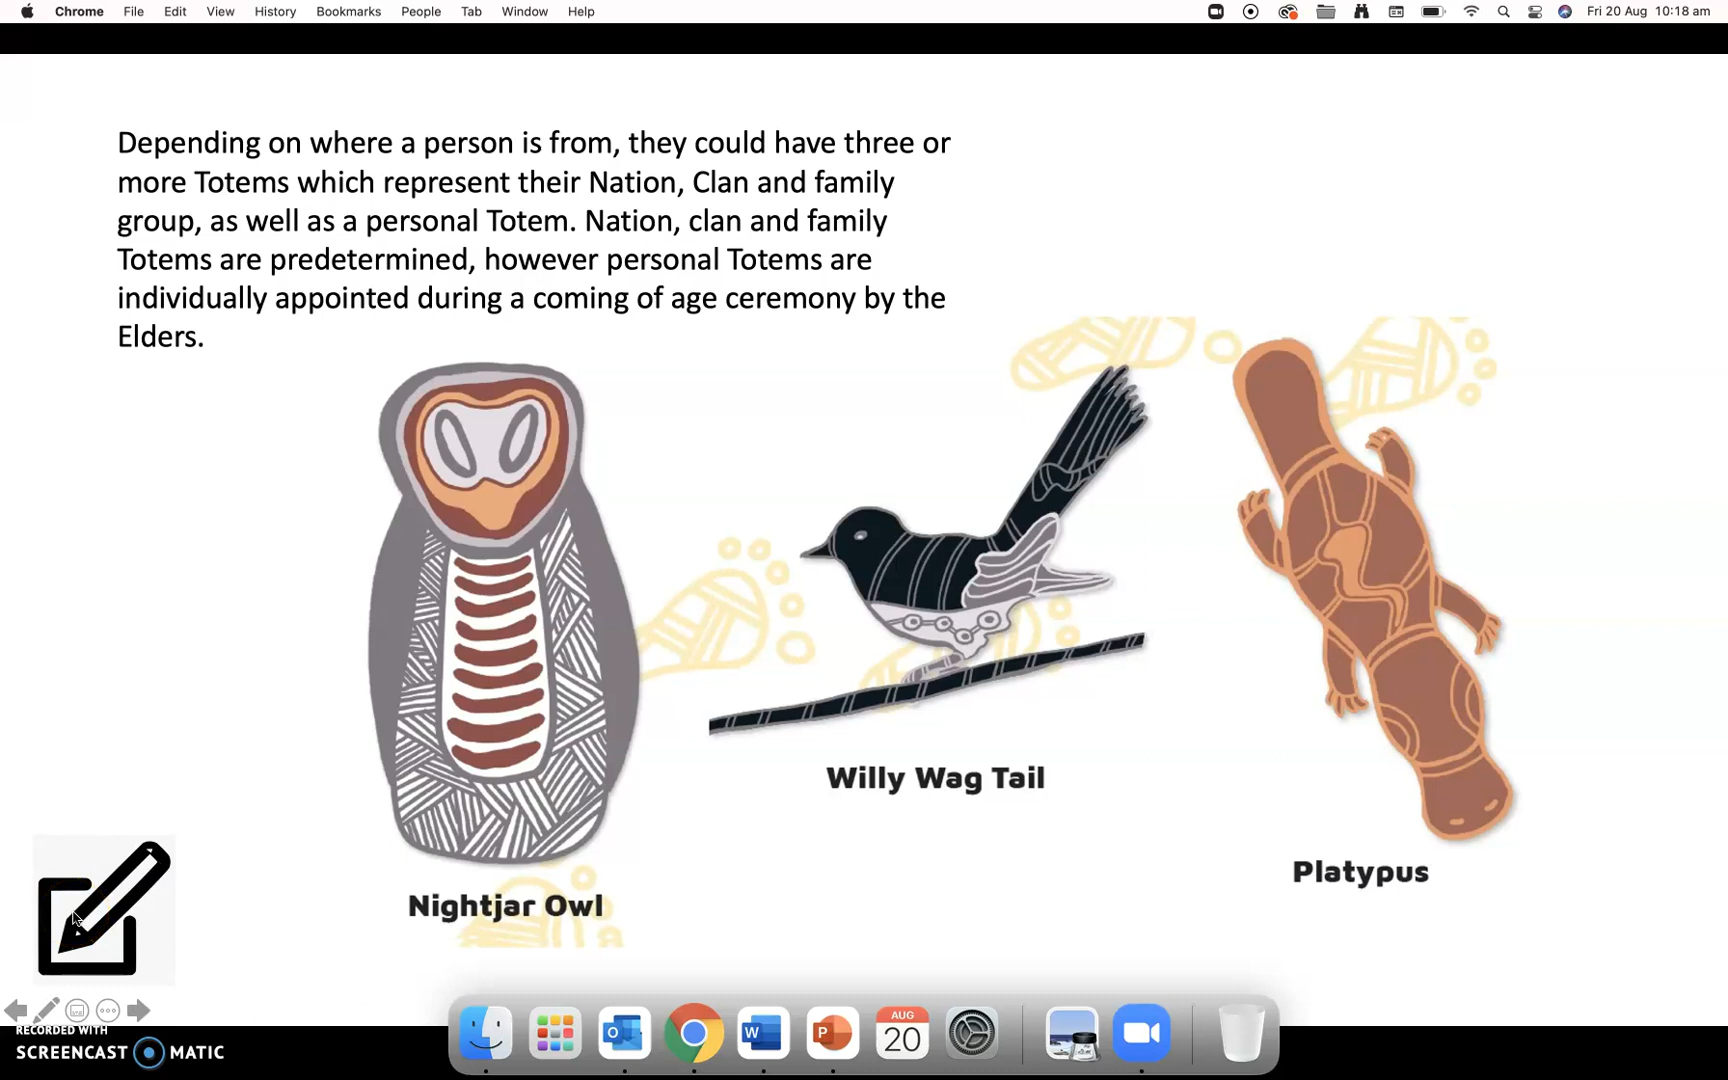 Chrome File Edit View History Bookmarks People Tab Window Help Fri 20 Aug 10:18 am
Depending on where a person is from, they could have three or
more Totems which represent their Nation, Clan and family
group, as well as a personal Totem. Nation, clan and family
Totems are predetermined, however personal Totems are
individually appointed during a coming of age ceremony by the
Elders.
Willy Wag Tail
Platypus
Nightjar Owl
RECORDED WITH
SCREENCAST MATIC
O
W
P
AUG
20